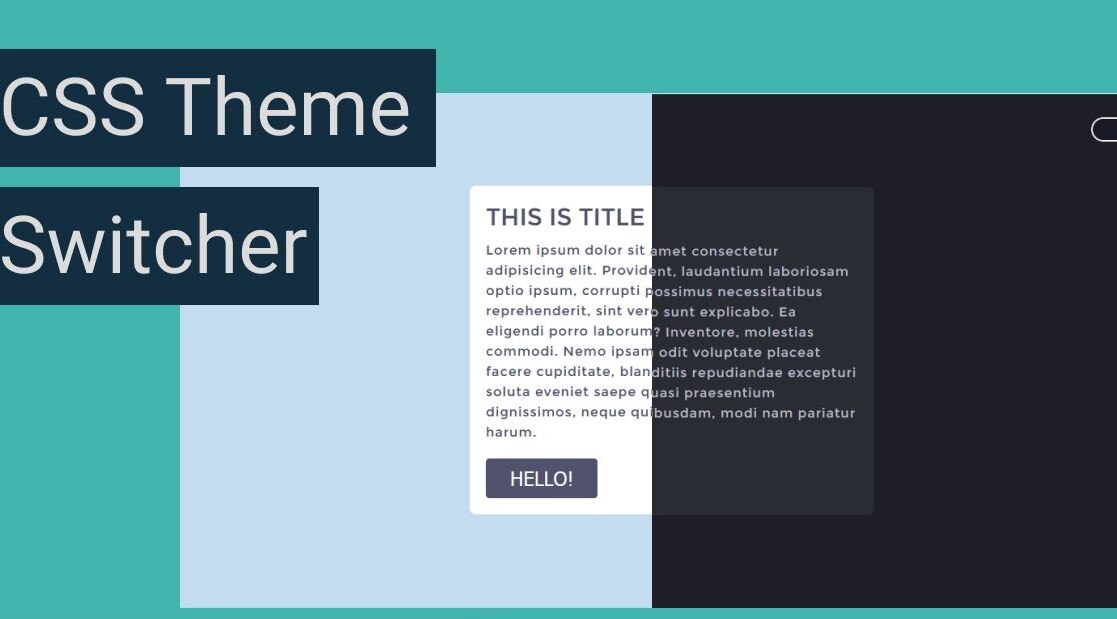 CSS Theme
Switcher
THIS IS TITLE
Lorem ipsum dolor sit amet consectetur
adipisicing elit. Provident, laudantium laboriosam
optio ipsum, corrupti possimus necessitatibus
reprehenderit, sint vero sunt explicabo. Ea
eligendi porro laborum? Inventore, molestias
commodi. Nemo ipsam odit voluptate placeat
facere cupiditate, blanditiis repudiandae excepturi
soluta eveniet saepe quasi praesentium
dignissimos, neque quibusdam, modi nam pariatur
harum.
HELLO!